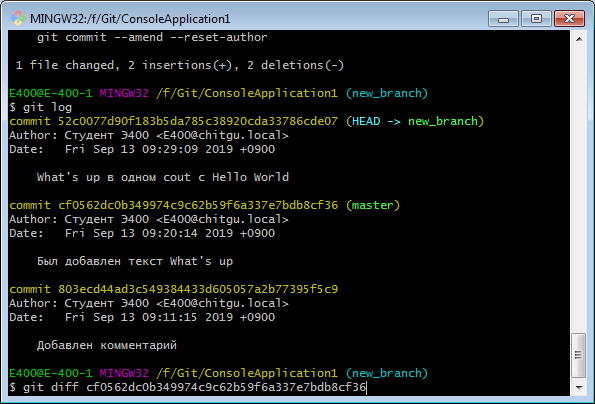 MINGW32:/f/Git/ConsoleApplication1
git commit --amend --reset-author
1 file changed, 2 insertions(+), 2 deletions(-)
E400@E-400-1 MINGW32 /f/Git/ConsoleApplication1 (new_branch)
$ git log
commit 52c0077d90f183b5da785c38920cda33786cde07 (HEAD -> new_branch)
Author: Студент Э400 <E400@chitgu.local>
Date:   Fri Sep 13 09:29:09 2019 +0900
What's up в одном cout с Hello World
commit cf0562dc0b349974c9c62b59f6a337e7bdb8cf36 (master)
Author: Студент Э400 <E400@chitgu.local>
Date:   Fri Sep 13 09:20:14 2019 +0900
Был добавлен текст What's up
commit 803ecd44ad3c549384433d605057a2b77395f5c9
Author: Студент Э400 <E400@chitgu.local>
Date:   Fri Sep 13 09:11:15 2019 +0900
Добавлен комментарий
E400@E-400-1 MINGW32 /f/Git/ConsoleApplication1 (new_branch)
$ git diff cf0562dc0b349974c9c62b59f6a337e7bdb8cf36